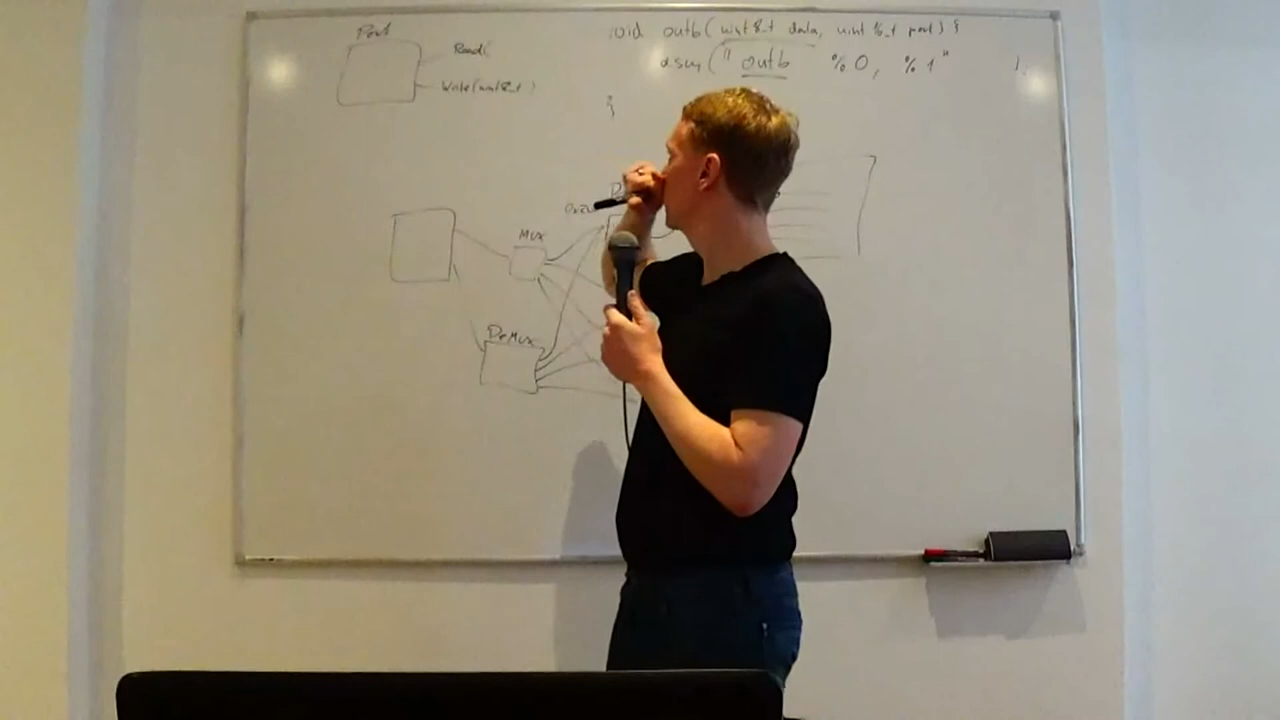 Port
Read(
Write(uint8_t)
void outb(uint8_t data, uint16_t port) {
asm(" outb %0, %1" );
}
MUX
DeMux